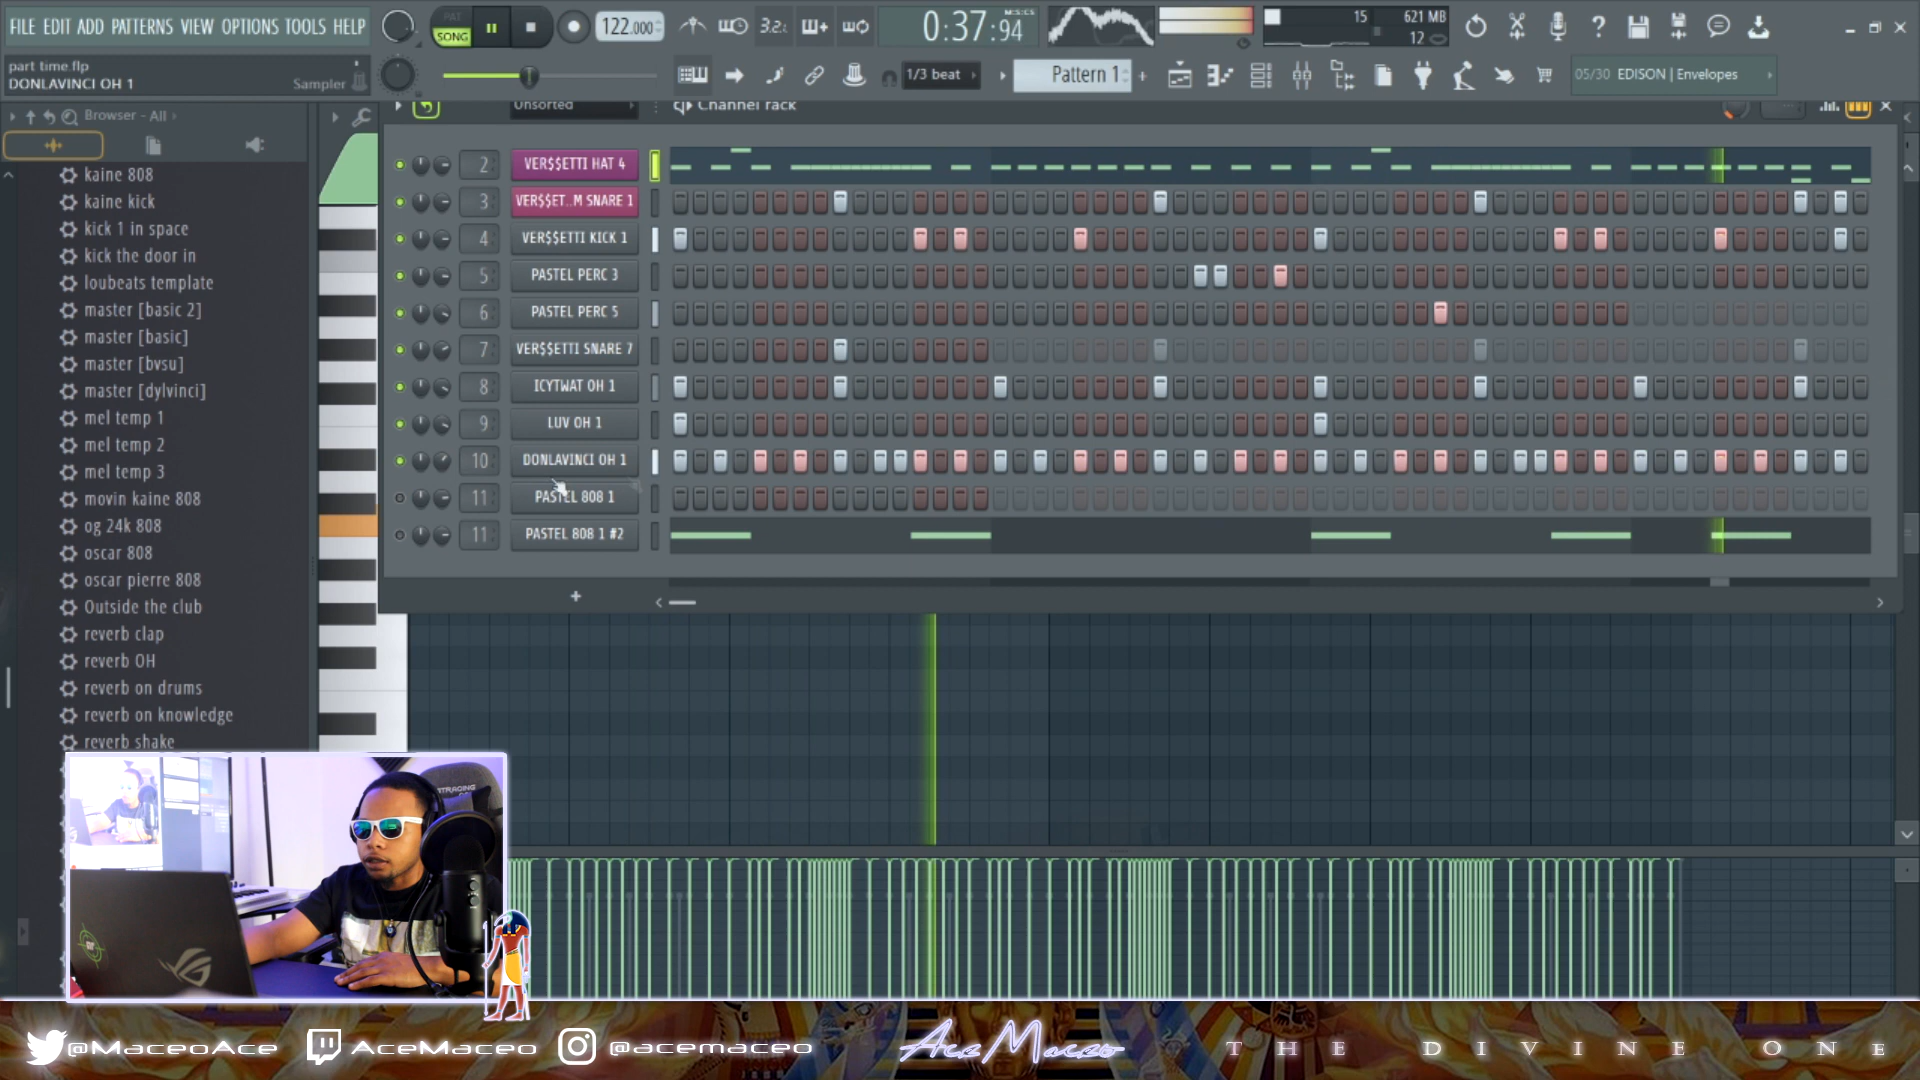 FILE EDIT ADD PATTERNS VIEW OPTIONS TOOLS HELP
PAT
SONG
122.000
3.2.
0:37:94
M:S:CS
15
621 MB
12
part time.flp
DONLAVINCI OH 1
Sampler
1/3 beat
Pattern 1
05/30 EDISON | Envelopes
Browser - All
Unsorted
Channel rack
kaine 808
kaine kick
kick 1 in space
kick the door in
loubeats template
master [basic 2]
master [basic]
master [bvsu]
master [dylvinci]
mel temp 1
mel temp 2
mel temp 3
movin kaine 808
og 24k 808
oscar 808
oscar pierre 808
Outside the club
reverb clap
reverb OH
reverb on drums
reverb on knowledge
reverb shake
2 VER$$ETTI HAT 4
3 VER$$ET..M SNARE 1
4 VER$$ETTI KICK 1
5 PASTEL PERC 3
6 PASTEL PERC 5
7 VER$$ETTI SNARE 7
8 ICYTWAT OH 1
9 LUV OH 1
10 DONLAVINCI OH 1
11 PASTEL 808 1
11 PASTEL 808 1 #2
@MaceoAce
AceMaceo
@acemaceo
AceMaceo
THE DIVINE ONE